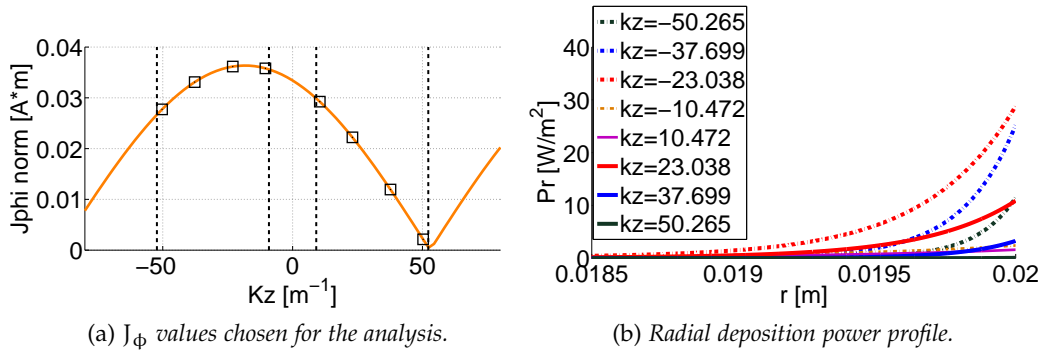 0.04
0.03
0.02
0.01
0
−50
0
50
Jphi norm [A*m]
Kz [m⁻¹]
(a) J_ϕ values chosen for the analysis.
40
30
20
10
0
0.0185
0.019
0.0195
0.02
Pr [W/m²]
r [m]
kz=−50.265
kz=−37.699
kz=−23.038
kz=−10.472
kz=10.472
kz=23.038
kz=37.699
kz=50.265
(b) Radial deposition power profile.